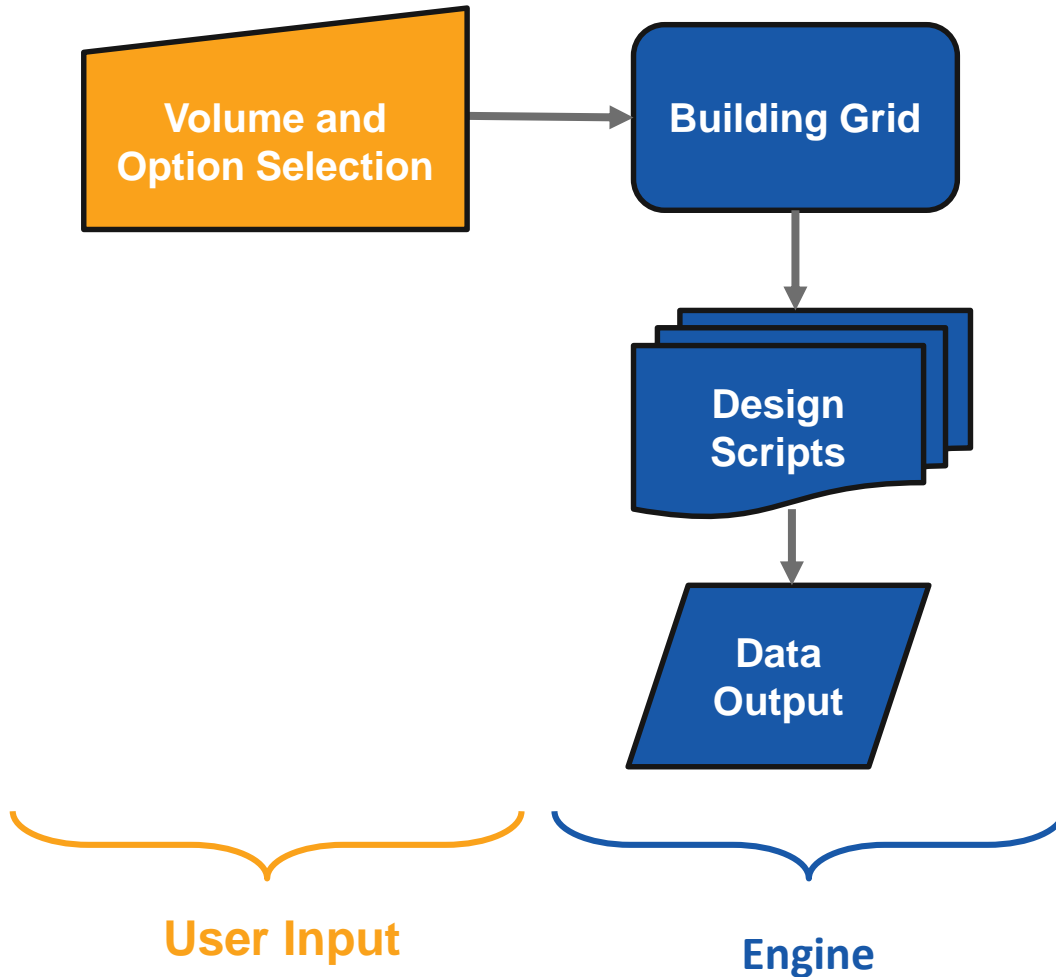 Volume and
Option Selection
Building Grid
Design
Scripts
Data
Output
User Input
Engine